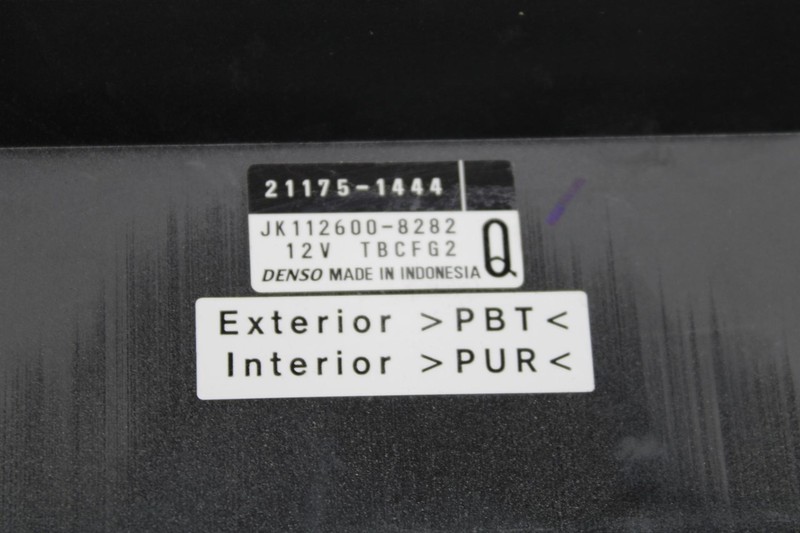 21175-1444
JK112600-8282
12V TBCFG2
Q
DENSO MADE IN INDONESIA
Exterior >PBT<
Interior >PUR<